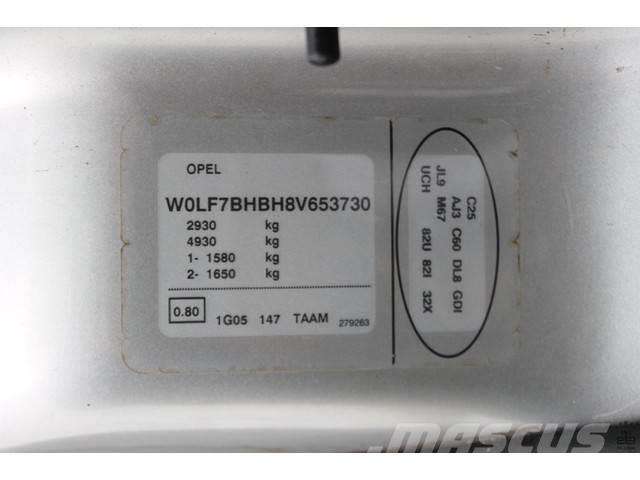 OPEL
W0LF7BHBH8V653730
2930 kg
4930 kg
1- 1580 kg
2- 1650 kg
0.80 1G05 147 TAAM 279263
C25
AJ3 C60 DL8 GDI
JL9 M67 82U 82I 32X
UCH
MASCUS